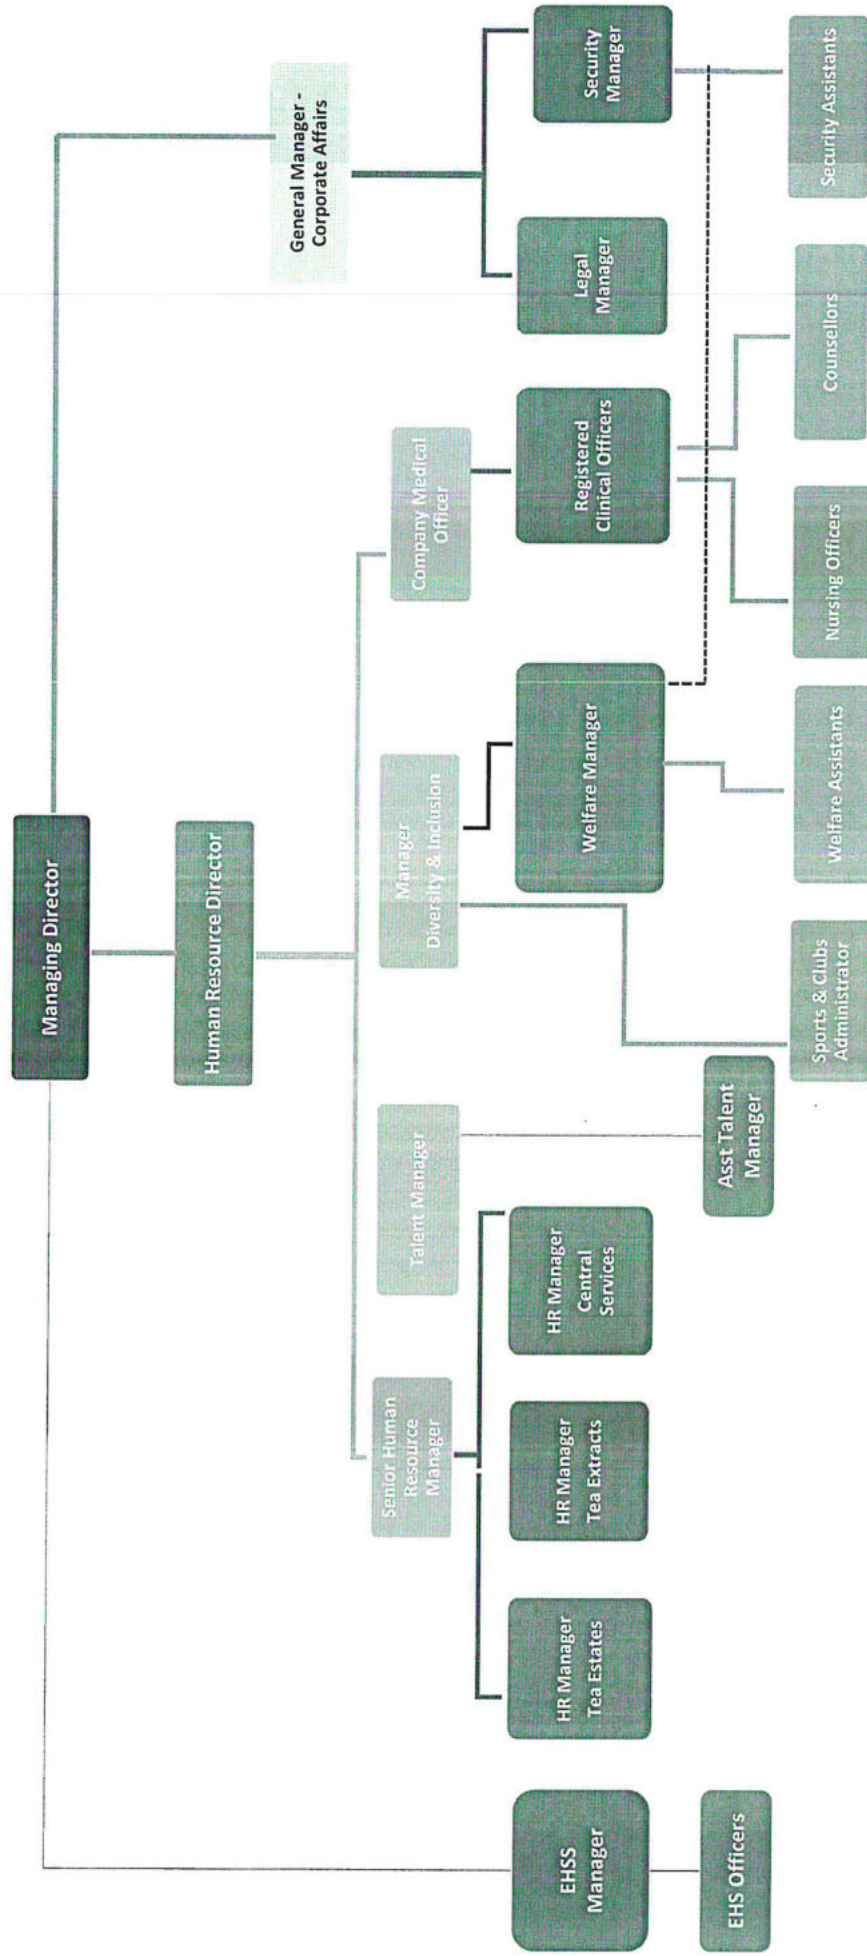 Managing Director
Human Resource Director
General Manager -
Corporate Affairs
Senior Human
Resource
Manager
Talent Manager
Manager
Diversity & Inclusion
Company Medical
Officer
EHSS
Manager
HR Manager
Tea Estates
HR Manager
Tea Extracts
HR Manager
Central
Services
Welfare Manager
Registered
Clinical Officers
Legal
Manager
Security
Manager
EHS Officers
Asst Talent
Manager
Sports & Clubs
Administrator
Welfare Assistants
Nursing Officers
Counsellors
Security Assistants